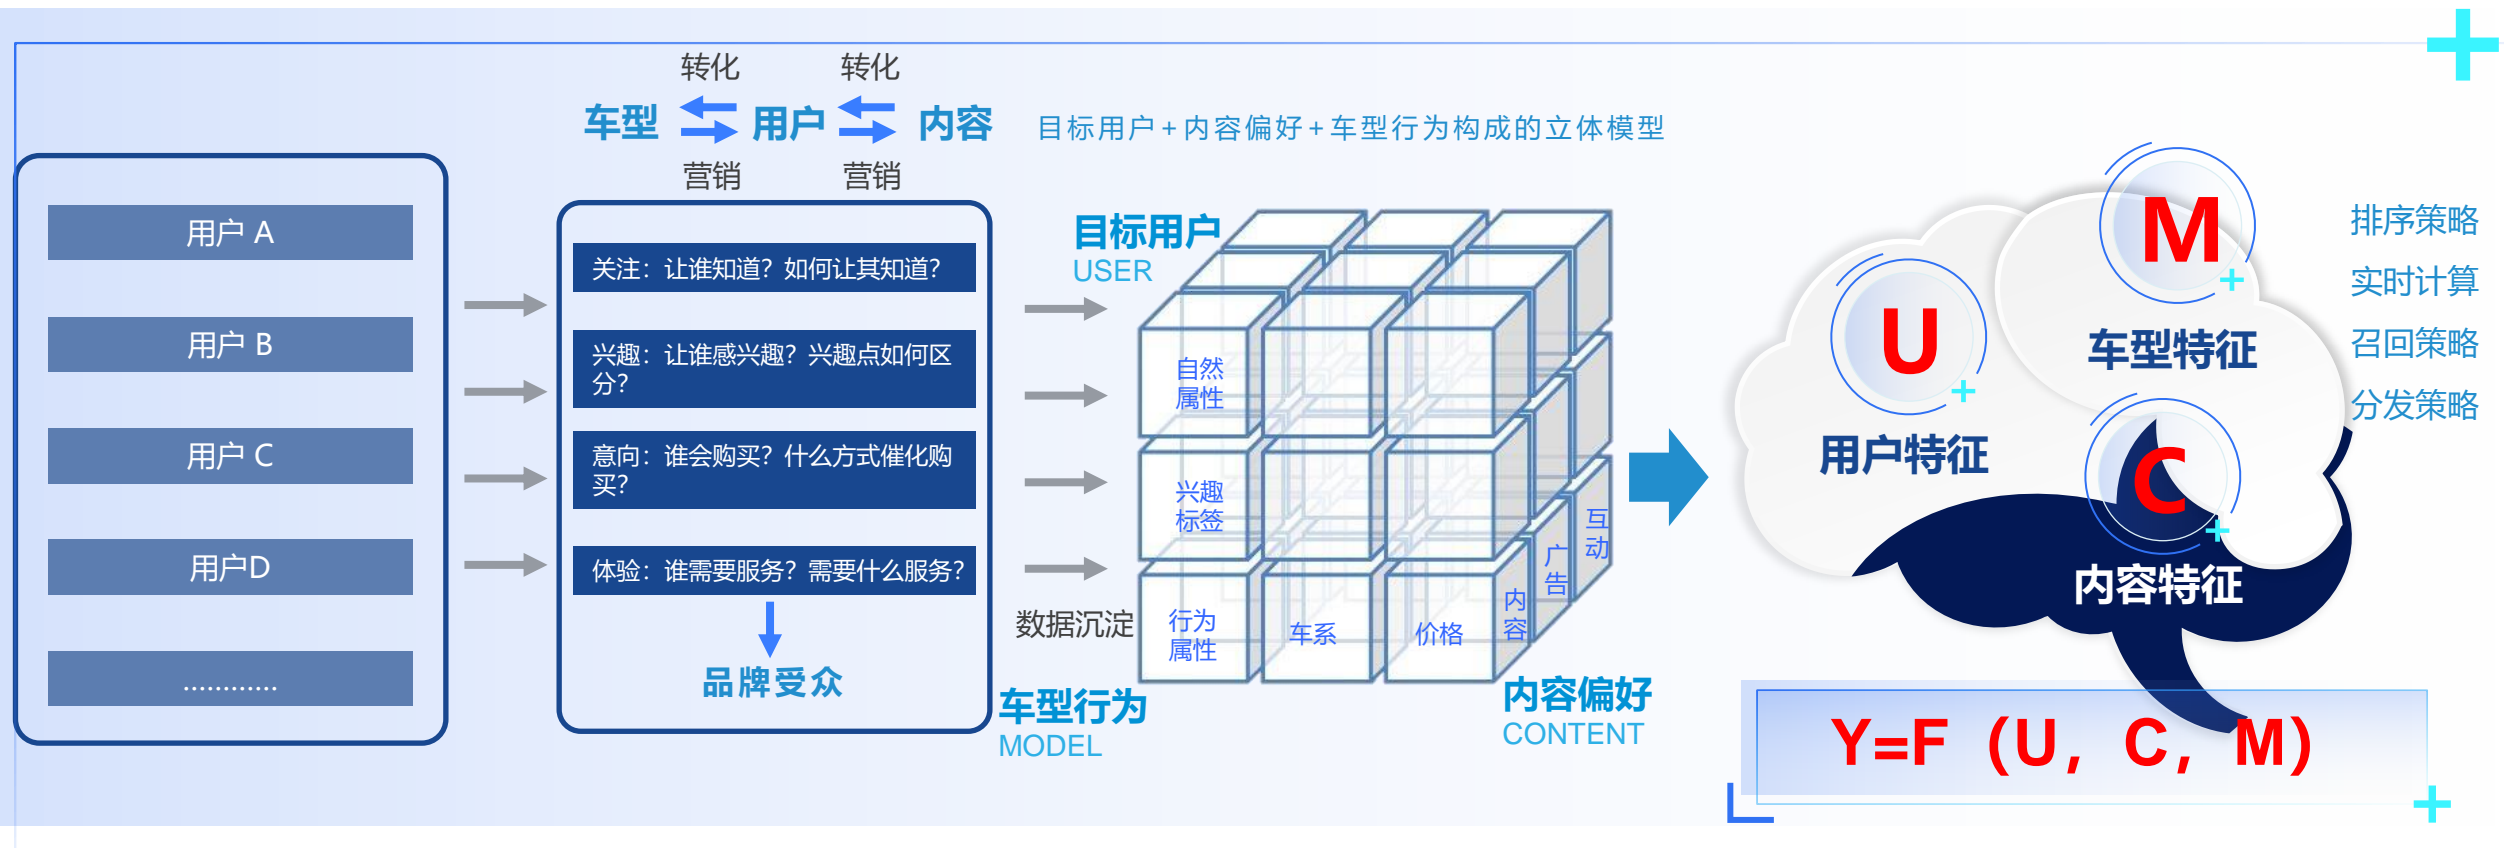 转化
转化
车型
用户
内容
营销
营销
目标用户+内容偏好+车型行为构成的立体模型
用户 A
用户 B
用户 C
用户D
…………
关注：让谁知道？如何让其知道？
兴趣：让谁感兴趣？兴趣点如何区
分？
意向：谁会购买？什么方式催化购
买？
体验：谁需要服务？需要什么服务？
品牌受众
数据沉淀
目标用户
USER
自然
属性
兴趣
标签
行为
属性
车系
价格
内
容
广
告
互
动
车型行为
MODEL
内容偏好
CONTENT
M
车型特征
U
用户特征
C
内容特征
排序策略
实时计算
召回策略
分发策略
Y=F（U，C，M）